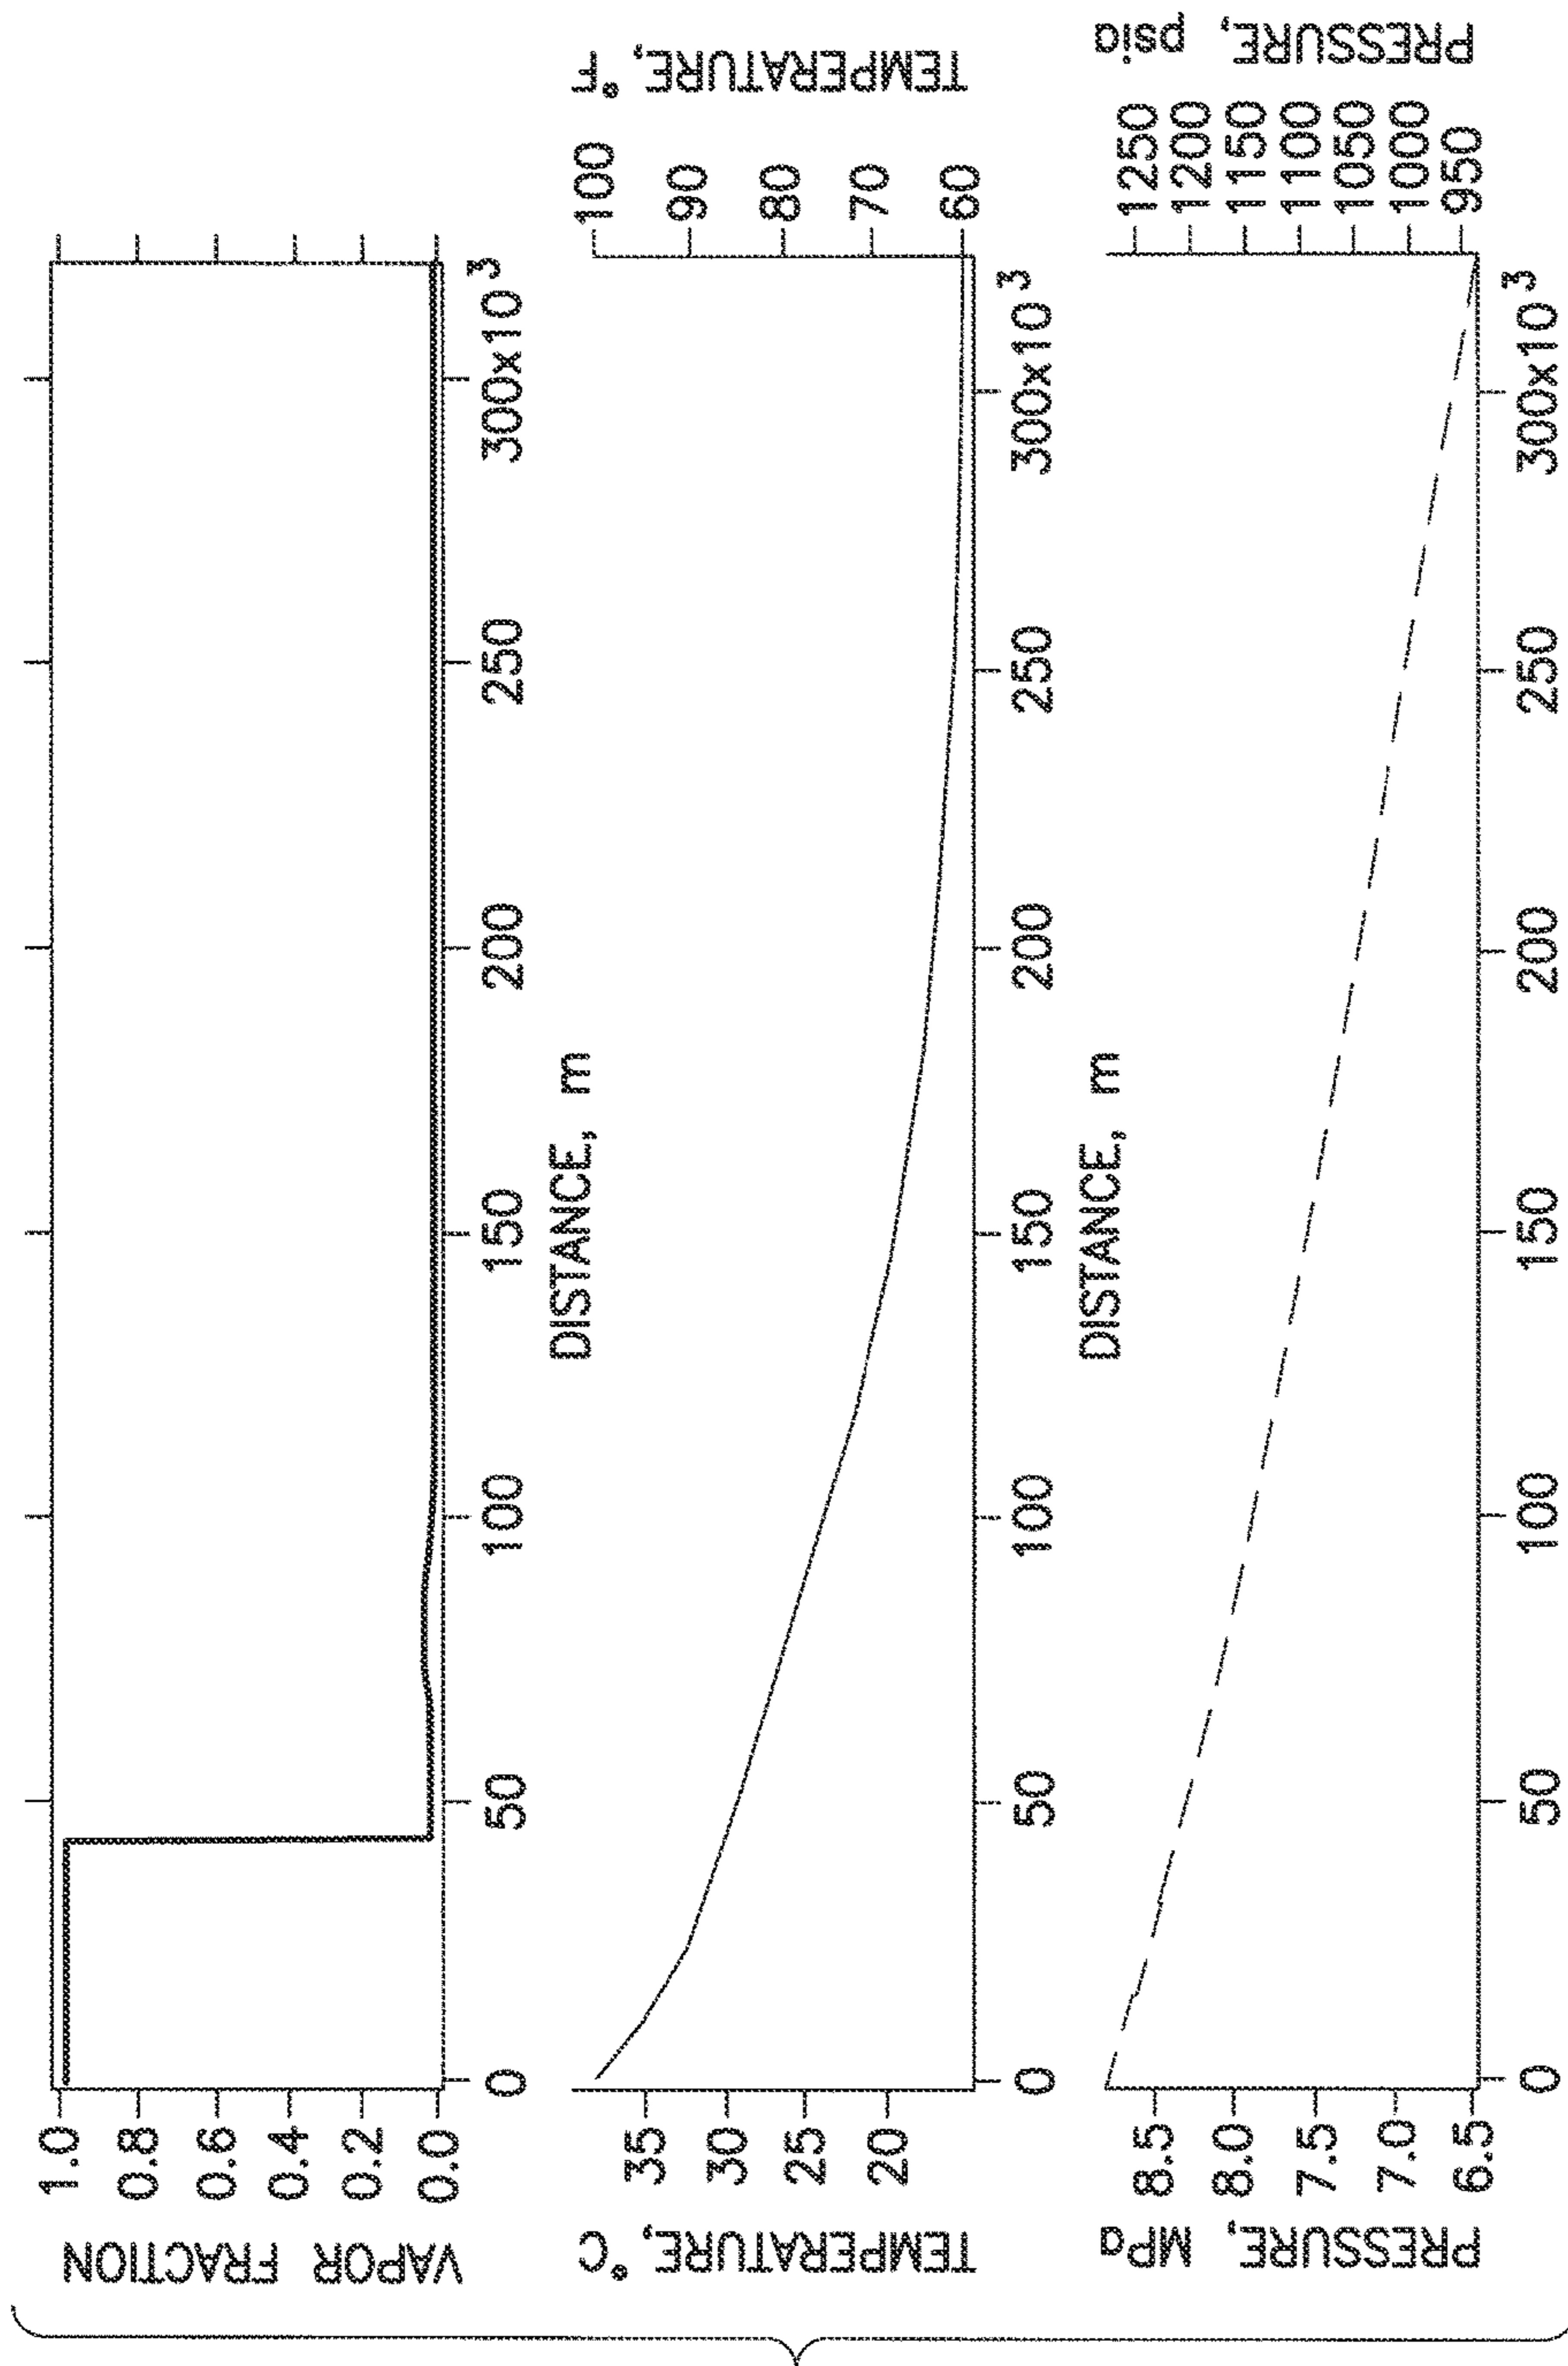 VAPOR FRACTION
1.0
0.8
0.6
0.4
0.2
0.0
0 50 100 150 200 250 300x10³
DISTANCE, m
TEMPERATURE, °C
35
30
25
20
TEMPERATURE, °F
100
90
80
70
60
0 50 100 150 200 250 300x10³
DISTANCE, m
PRESSURE, MPa
8.5
8.0
7.5
7.0
6.5
PRESSURE, psia
1250
1200
1150
1100
1050
1000
950
0 50 100 150 200 250 300x10³